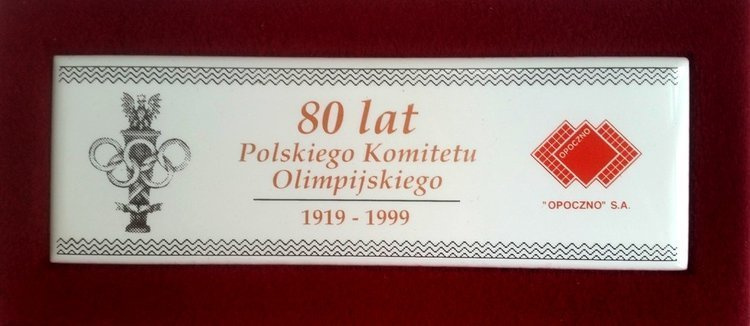 80 lat
Polskiego Komitetu
Olimpijskiego
1919 - 1999
OPOCZNO
"OPOCZNO" S.A.